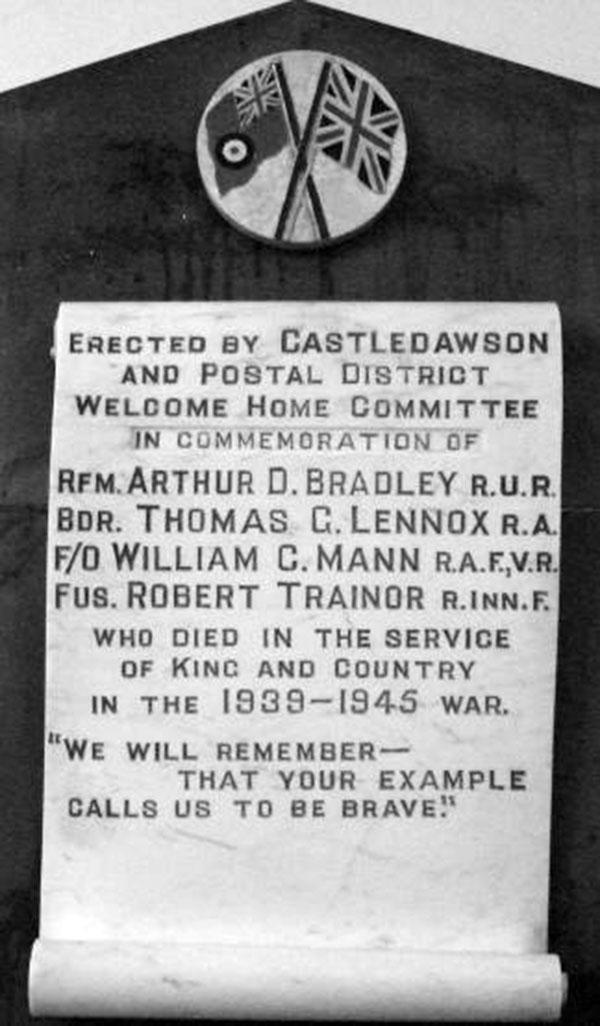 ERECTED BY CASTLEDAWSON
AND POSTAL DISTRICT
WELCOME HOME COMMITTEE
IN COMMEMORATION OF
RFM. ARTHUR D. BRADLEY R.U.R.
BDR. THOMAS G. LENNOX R.A.
F/O WILLIAM C. MANN R.A.F.,V.R.
FUS. ROBERT TRAINOR R.INN.F.
WHO DIED IN THE SERVICE
OF KING AND COUNTRY
IN THE 1939–1945 WAR.
"WE WILL REMEMBER—
THAT YOUR EXAMPLE
CALLS US TO BE BRAVE."